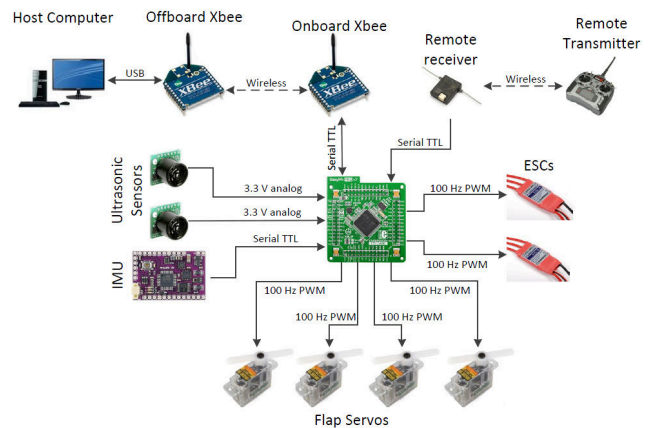 Host Computer
Offboard Xbee
Onboard Xbee
Remote
receiver
Remote
Transmitter
USB
Wireless
Wireless
XBee
XBee
Serial TTL
Serial TTL
Ultrasonic
Sensors
3.3 V analog
3.3 V analog
IMU
Serial TTL
ESCs
100 Hz PWM
100 Hz PWM
100 Hz PWM
100 Hz PWM
100 Hz PWM
100 Hz PWM
Flap Servos